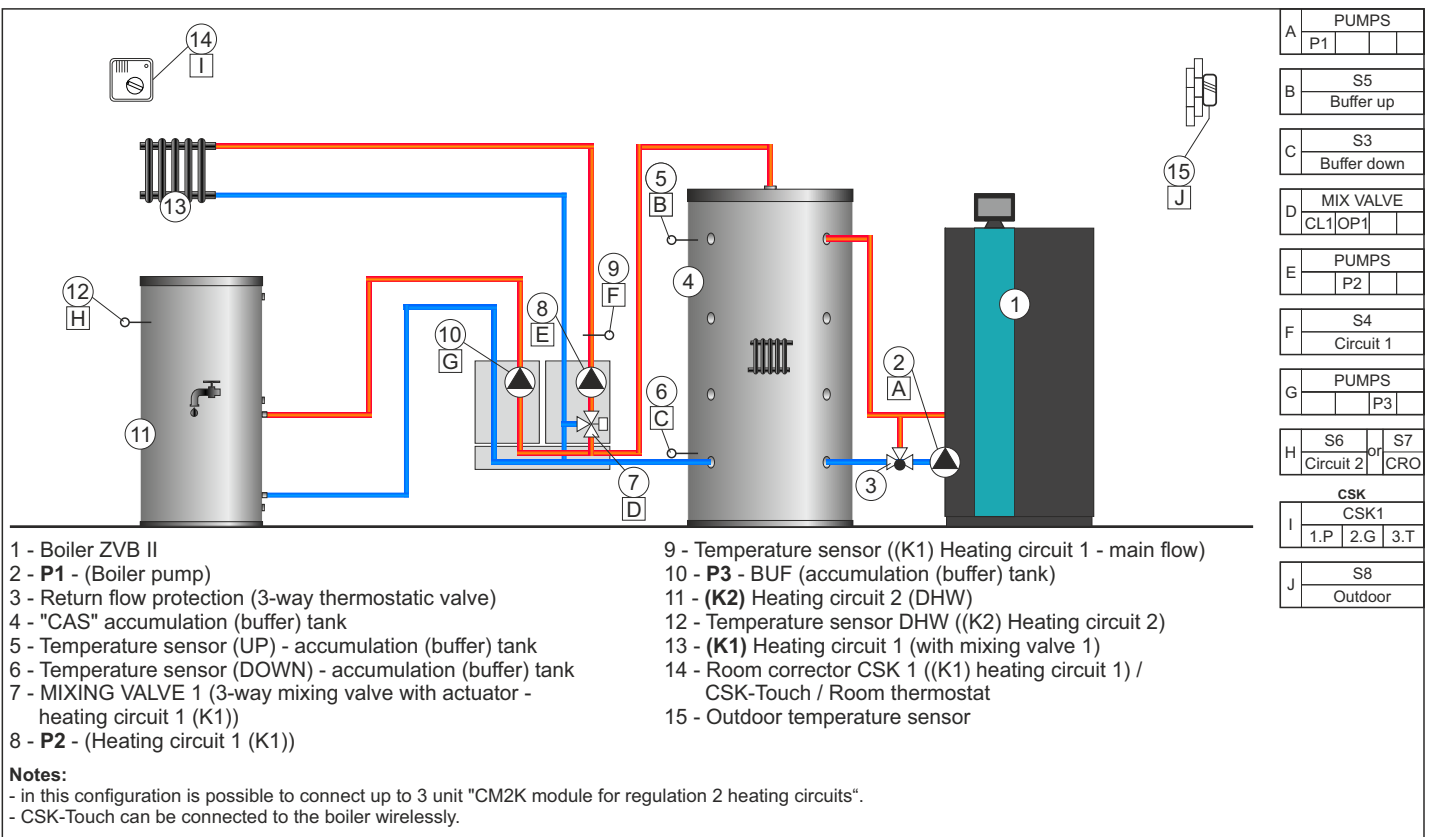 14
I
13
12
H
11
10
G
9
F
8
E
7
D
5
B
4
6
C
2
A
3
1
15
J
A PUMPS
P1
B S5
Buffer up
C S3
Buffer down
D MIX VALVE
CL1 OP1
E PUMPS
P2
F S4
Circuit 1
G PUMPS
P3
H S6 or S7
Circuit 2 CRO
CSK
I CSK1
1.P 2.G 3.T
J S8
Outdoor
1 - Boiler ZVB II
2 - P1 - (Boiler pump)
3 - Return flow protection (3-way thermostatic valve)
4 - "CAS" accumulation (buffer) tank
5 - Temperature sensor (UP) - accumulation (buffer) tank
6 - Temperature sensor (DOWN) - accumulation (buffer) tank
7 - MIXING VALVE 1 (3-way mixing valve with actuator -
heating circuit 1 (K1))
8 - P2 - (Heating circuit 1 (K1))
9 - Temperature sensor ((K1) Heating circuit 1 - main flow)
10 - P3 - BUF (accumulation (buffer) tank)
11 - (K2) Heating circuit 2 (DHW)
12 - Temperature sensor DHW ((K2) Heating circuit 2)
13 - (K1) Heating circuit 1 (with mixing valve 1)
14 - Room corrector CSK 1 ((K1) heating circuit 1) /
CSK-Touch / Room thermostat
15 - Outdoor temperature sensor
Notes:
- in this configuration is possible to connect up to 3 unit "CM2K module for regulation 2 heating circuits“.
- CSK-Touch can be connected to the boiler wirelessly.